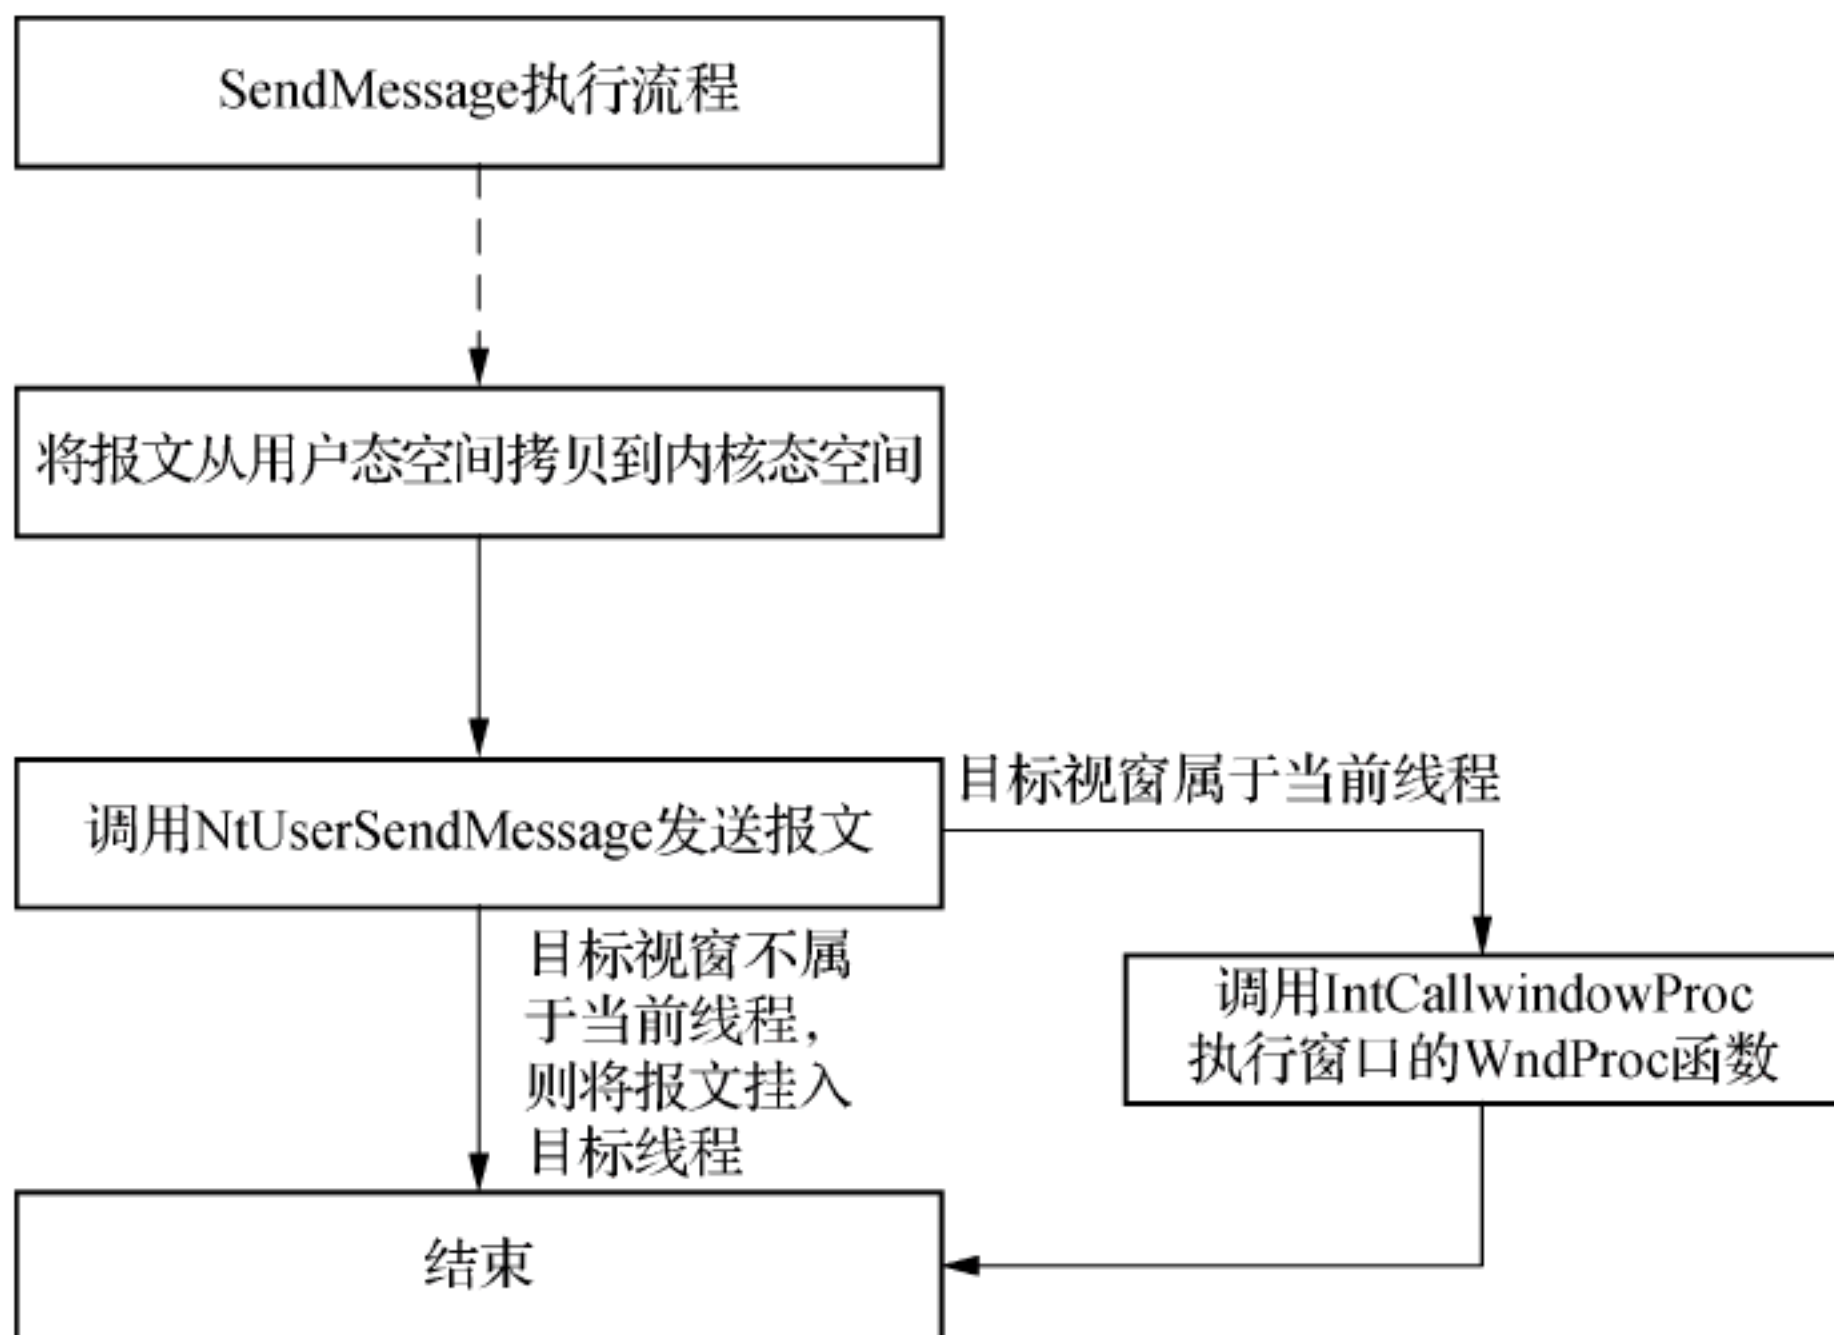 SendMessage执行流程
将报文从用户态空间拷贝到内核态空间
目标视窗属于当前线程
调用NtUserSendMessage发送报文
目标视窗不属
于当前线程，
则将报文挂入
目标线程
调用IntCallwindowProc
执行窗口的WndProc函数
结束